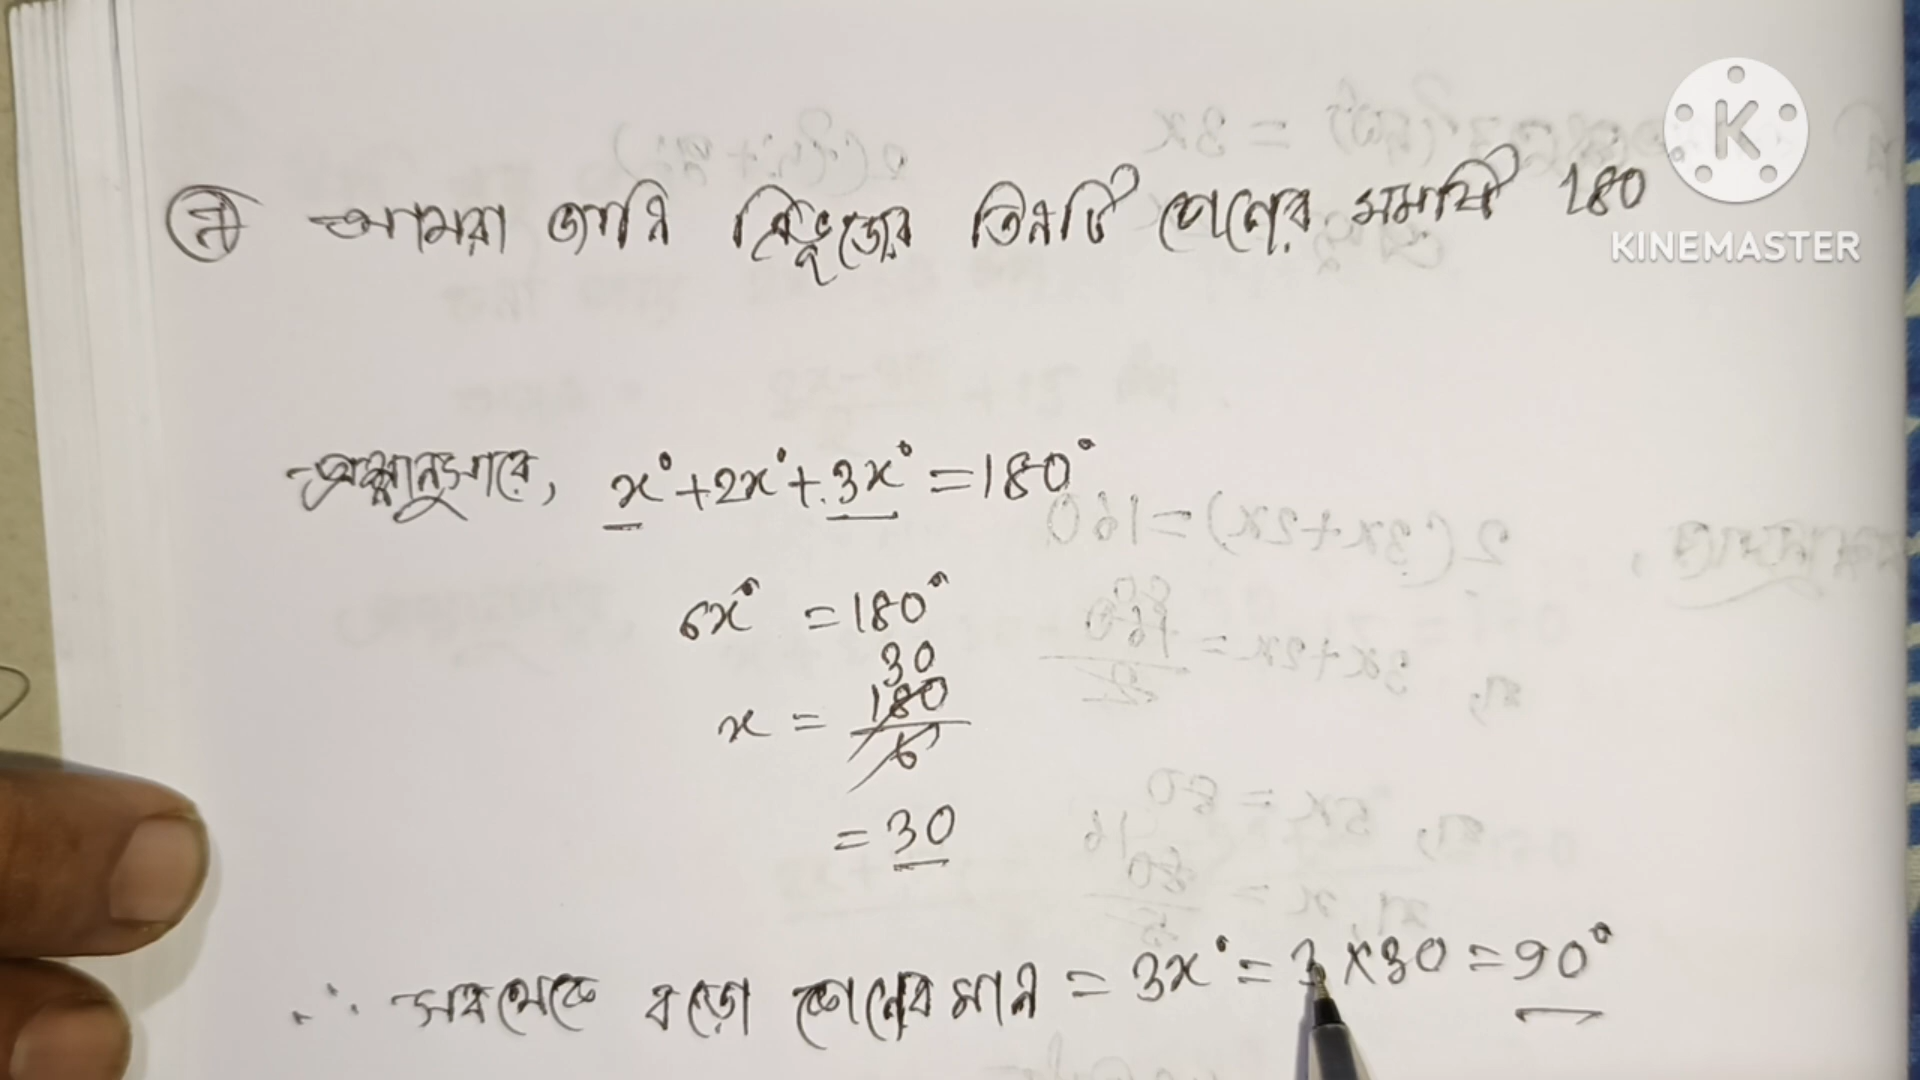 ন আমরা জানি ত্রিভুজের তিনটি কোণের সমষ্টি 180
K
KINEMASTER
প্রশ্নানুসারে, x° + 2x° + 3x° = 180°
6x° = 180°
30
x = 180/6
= 30
∴ সবথেকে বড়ো কোণের মান = 3x° = 3 × 30 = 90°